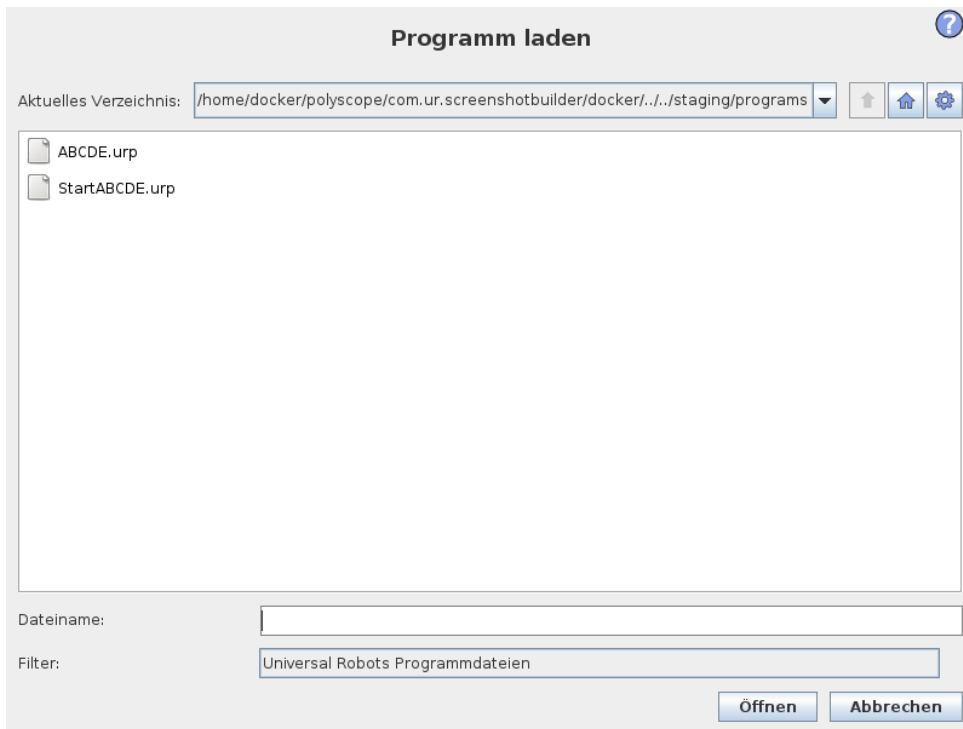 Programm laden
?
Aktuelles Verzeichnis: /home/docker/polyscope/com.ur.screenshotbuilder/docker/../../staging/programs
ABCDE.urp
StartABCDE.urp
Dateiname:
Filter: Universal Robots Programmdateien
Öffnen Abbrechen